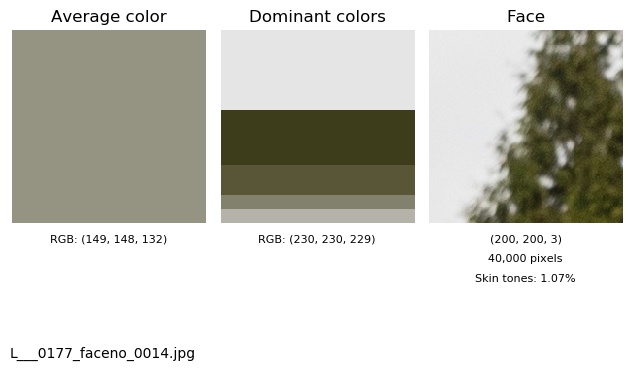 Average color
Dominant colors
Face
RGB: (149, 148, 132)
RGB: (230, 230, 229)
(200, 200, 3)
40,000 pixels
Skin tones: 1.07%
L___0177_faceno_0014.jpg